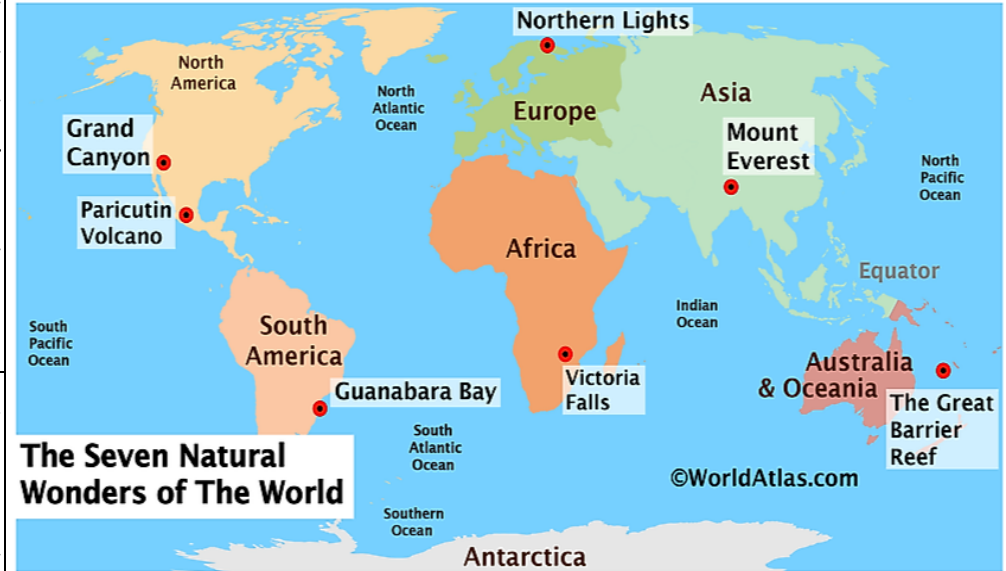 Northern Lights
North
America
North
Atlantic
Ocean
Europe
Asia
Grand
Canyon
Mount
Everest
North
Pacific
Ocean
Paricutin
Volcano
Africa
Equator
Indian
Ocean
South
Pacific
Ocean
South
America
Australia
& Oceania
Victoria
Falls
Guanabara Bay
The Great
Barrier
Reef
South
Atlantic
Ocean
The Seven Natural
Wonders of The World
©WorldAtlas.com
Southern
Ocean
Antarctica